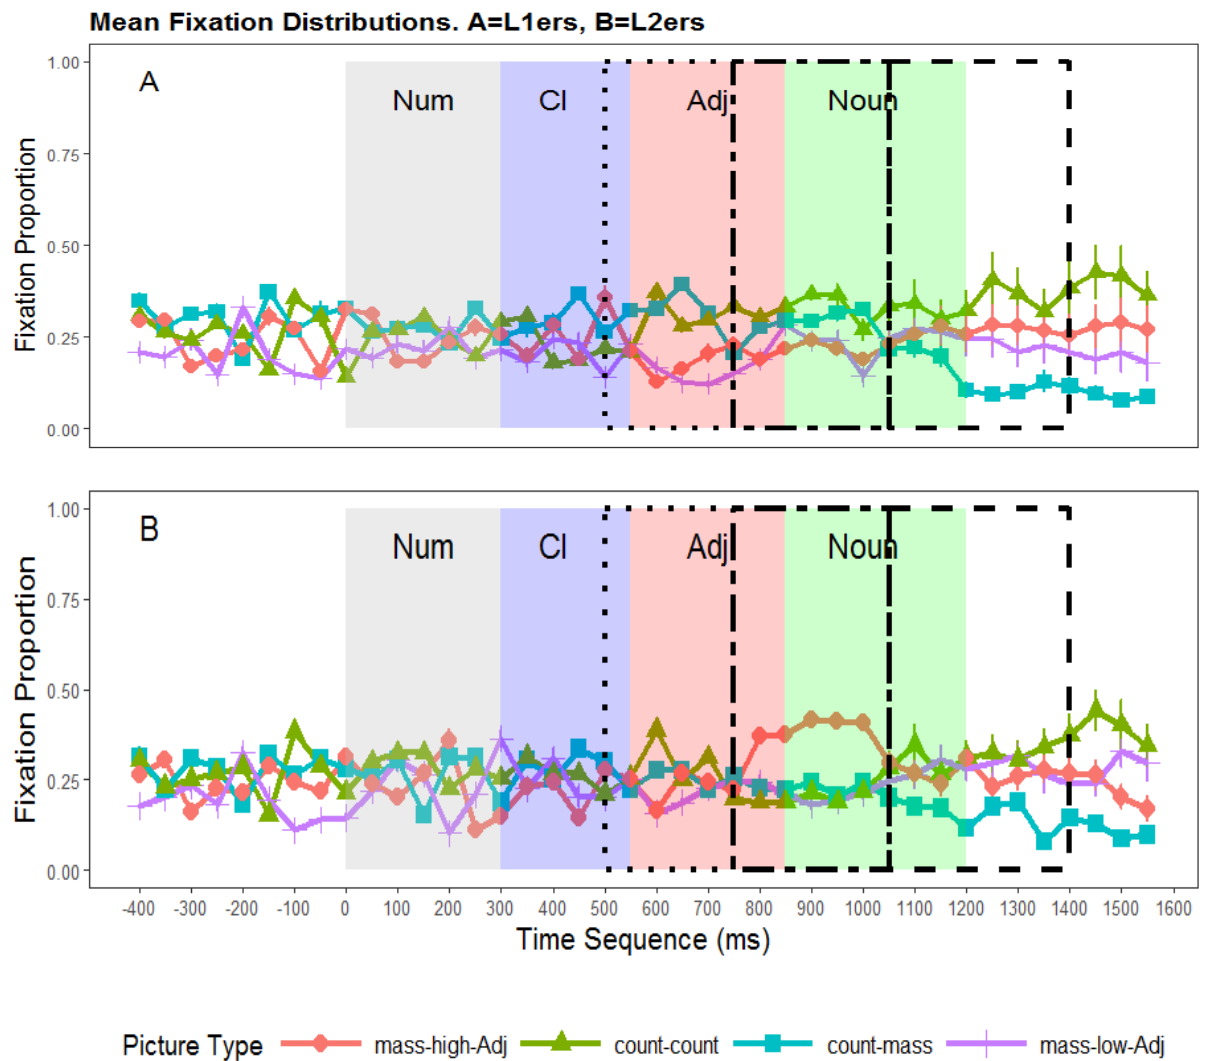 Mean Fixation Distributions. A=L1ers, B=L2ers
A
Num Cl Adj Noun
1.00
0.75
0.50
0.25
0.00
Fixation Proportion
B
Num Cl Adj Noun
1.00
0.75
0.50
0.25
0.00
Fixation Proportion
-400 -300 -200 -100 0 100 200 300 400 500 600 700 800 900 1000 1100 1200 1300 1400 1500 1600
Time Sequence (ms)
Picture Type mass-high-Adj count-count count-mass mass-low-Adj